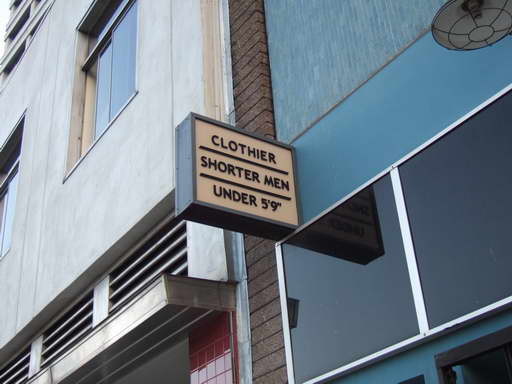 CLOTHIER
SHORTER MEN
UNDER 5'9"